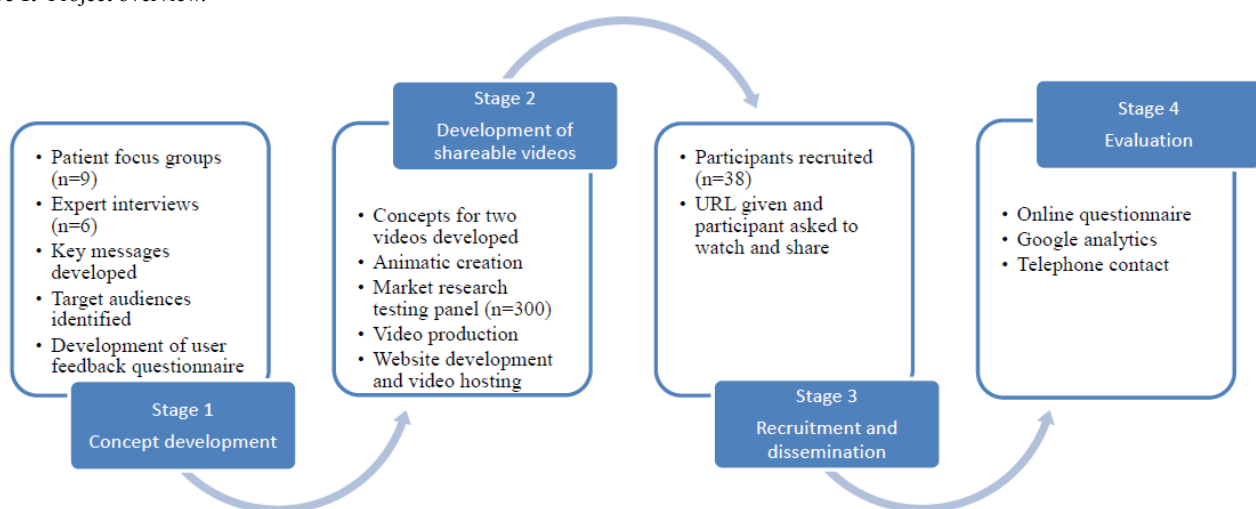 Stage 1
Concept development
• Patient focus groups
(n=9)
• Expert interviews
(n=6)
• Key messages
developed
• Target audiences
identified
• Development of user
feedback questionnaire
Stage 2
Development of
shareable videos
• Concepts for two
videos developed
• Animatic creation
• Market research
testing panel (n=300)
• Video production
• Website development
and video hosting
Stage 3
Recruitment and
dissemination
• Participants recruited
(n=38)
• URL given and
participant asked to
watch and share
Stage 4
Evaluation
• Online questionnaire
• Google analytics
• Telephone contact